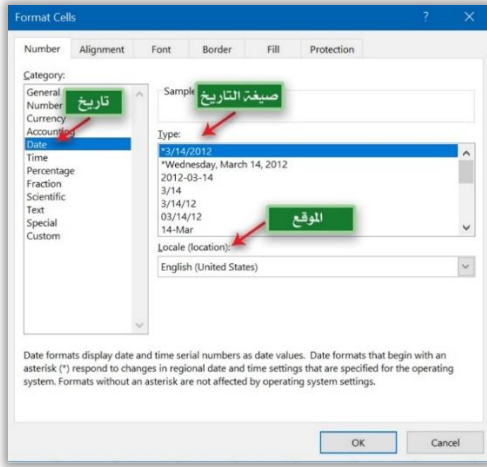 Format Cells
Number Alignment Font Border Fill Protection
Category:
General
Number
Currency
Accounting
Date
Time
Percentage
Fraction
Scientific
Text
Special
Custom
تاريخ
Sample
صيغة التاريخ
Type:
*3/14/2012
*Wednesday, March 14, 2012
2012-03-14
3/14
3/14/12
03/14/12
14-Mar
الموقع
Locale (location):
English (United States)
Date formats display date and time serial numbers as date values. Date formats that begin with an
asterisk (*) respond to changes in regional date and time settings that are specified for the operating
system. Formats without an asterisk are not affected by operating system settings.
OK Cancel